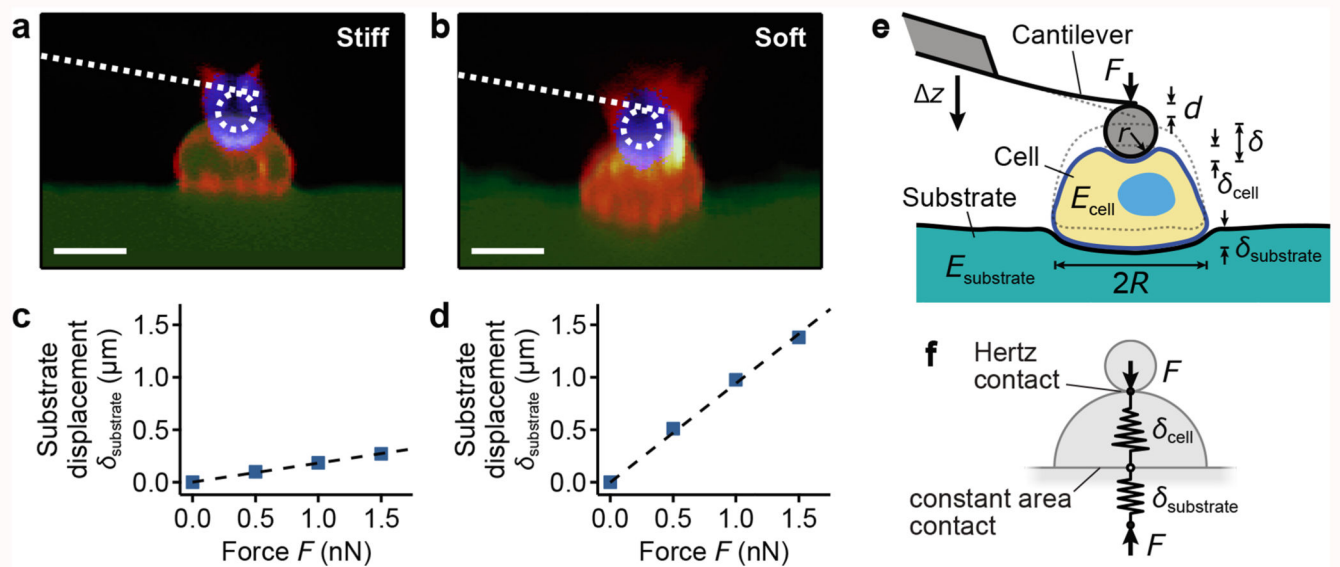 a
Stiff
b
Soft
c
Substrate
displacement
δsubstrate (µm)
1.5
1.0
0.5
0.0
0.0 0.5 1.0 1.5
Force F (nN)
d
Substrate
displacement
δsubstrate (µm)
1.5
1.0
0.5
0.0
0.0 0.5 1.0 1.5
Force F (nN)
e
Cantilever
F
Δz
d
r
δ
Cell
δcell
Ecell
Substrate
δsubstrate
Esubstrate
2R
f
Hertz
contact
F
δcell
constant area
contact
δsubstrate
F